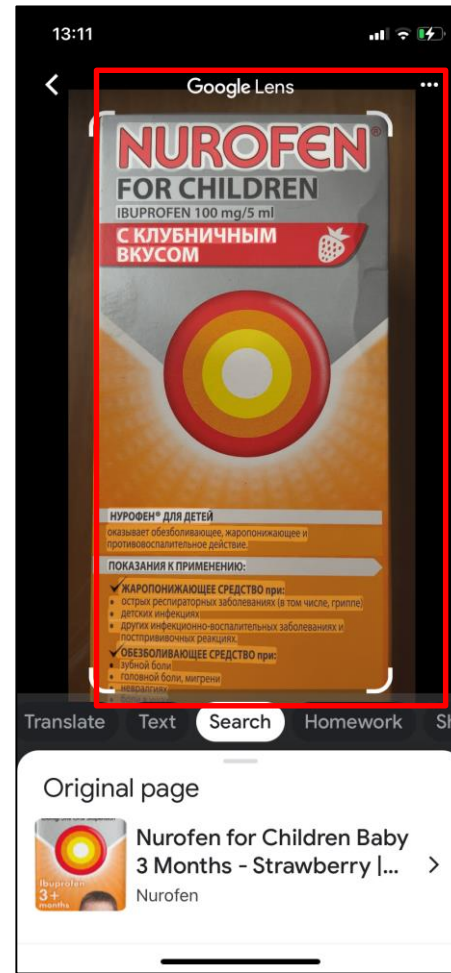 13:11
Google Lens
NUROFEN®
FOR CHILDREN
IBUPROFEN 100 mg/5 ml
С КЛУБНИЧНЫМ
ВКУСОМ
НУРОФЕН® ДЛЯ ДЕТЕЙ
оказывает обезболивающее, жаропонижающее и
противовоспалительное действие.
ПОКАЗАНИЯ К ПРИМЕНЕНИЮ:
ЖАРОПОНИЖАЮЩЕЕ СРЕДСТВО при:
• острых респираторных заболеваниях (в том числе, гриппе)
• детских инфекциях
• других инфекционно-воспалительных заболеваниях и
постпрививочных реакциях.
ОБЕЗБОЛИВАЮЩЕЕ СРЕДСТВО при:
• зубной боли
• головной боли, мигрени
• невралгиях
Translate Text Search Homework
Original page
Nurofen for Children Baby
3 Months - Strawberry |...
Nurofen
Ibuprofen
3+
months